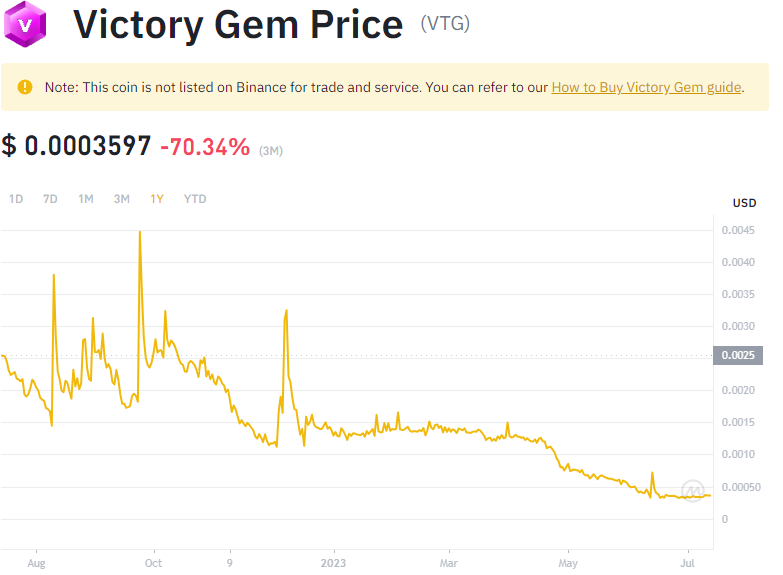 V
Victory Gem Price (VTG)
Note: This coin is not listed on Binance for trade and service. You can refer to our How to Buy Victory Gem guide.
$ 0.0003597 -70.34% (3M)
1D 7D 1M 3M 1Y YTD
USD
0.0045
0.0040
0.0035
0.0030
0.0025
0.0020
0.0015
0.0010
0.00050
0
Aug Oct 9 2023 Mar May Jul